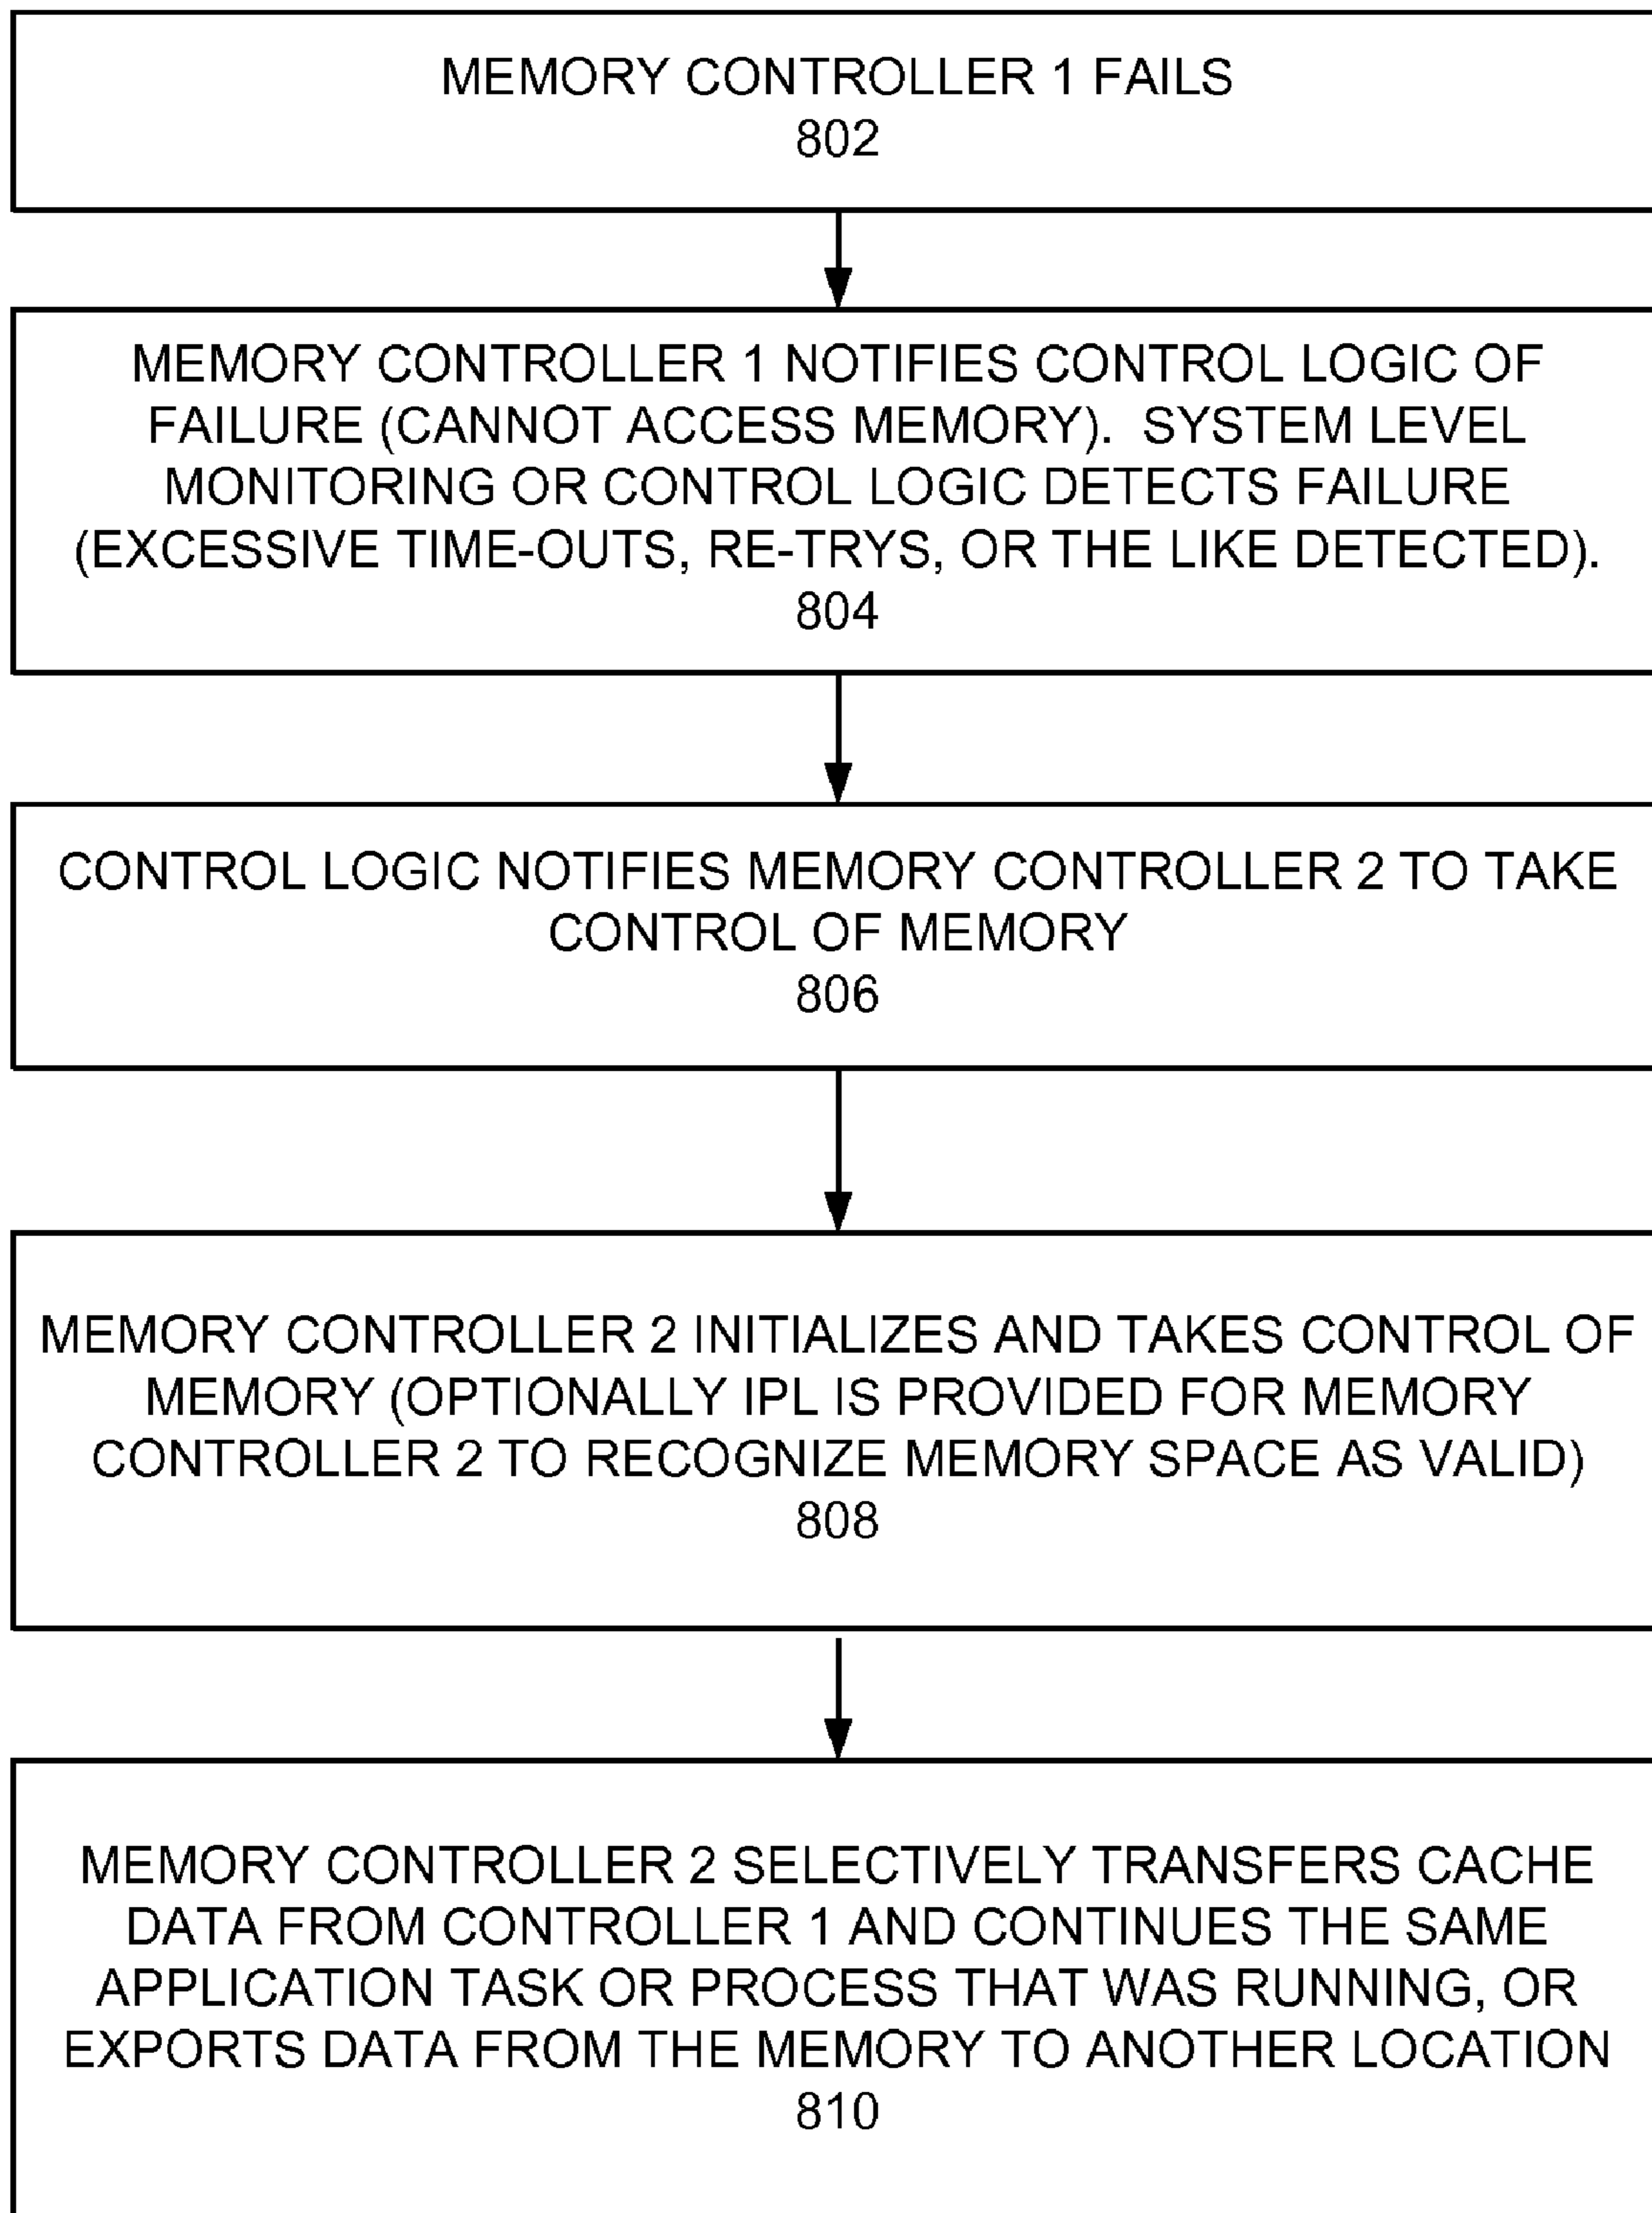 MEMORY CONTROLLER 1 FAILS
802
MEMORY CONTROLLER 1 NOTIFIES CONTROL LOGIC OF
FAILURE (CANNOT ACCESS MEMORY). SYSTEM LEVEL
MONITORING OR CONTROL LOGIC DETECTS FAILURE
(EXCESSIVE TIME-OUTS, RE-TRYS, OR THE LIKE DETECTED).
804
CONTROL LOGIC NOTIFIES MEMORY CONTROLLER 2 TO TAKE
CONTROL OF MEMORY
806
MEMORY CONTROLLER 2 INITIALIZES AND TAKES CONTROL OF
MEMORY (OPTIONALLY IPL IS PROVIDED FOR MEMORY
CONTROLLER 2 TO RECOGNIZE MEMORY SPACE AS VALID)
808
MEMORY CONTROLLER 2 SELECTIVELY TRANSFERS CACHE
DATA FROM CONTROLLER 1 AND CONTINUES THE SAME
APPLICATION TASK OR PROCESS THAT WAS RUNNING, OR
EXPORTS DATA FROM THE MEMORY TO ANOTHER LOCATION
810